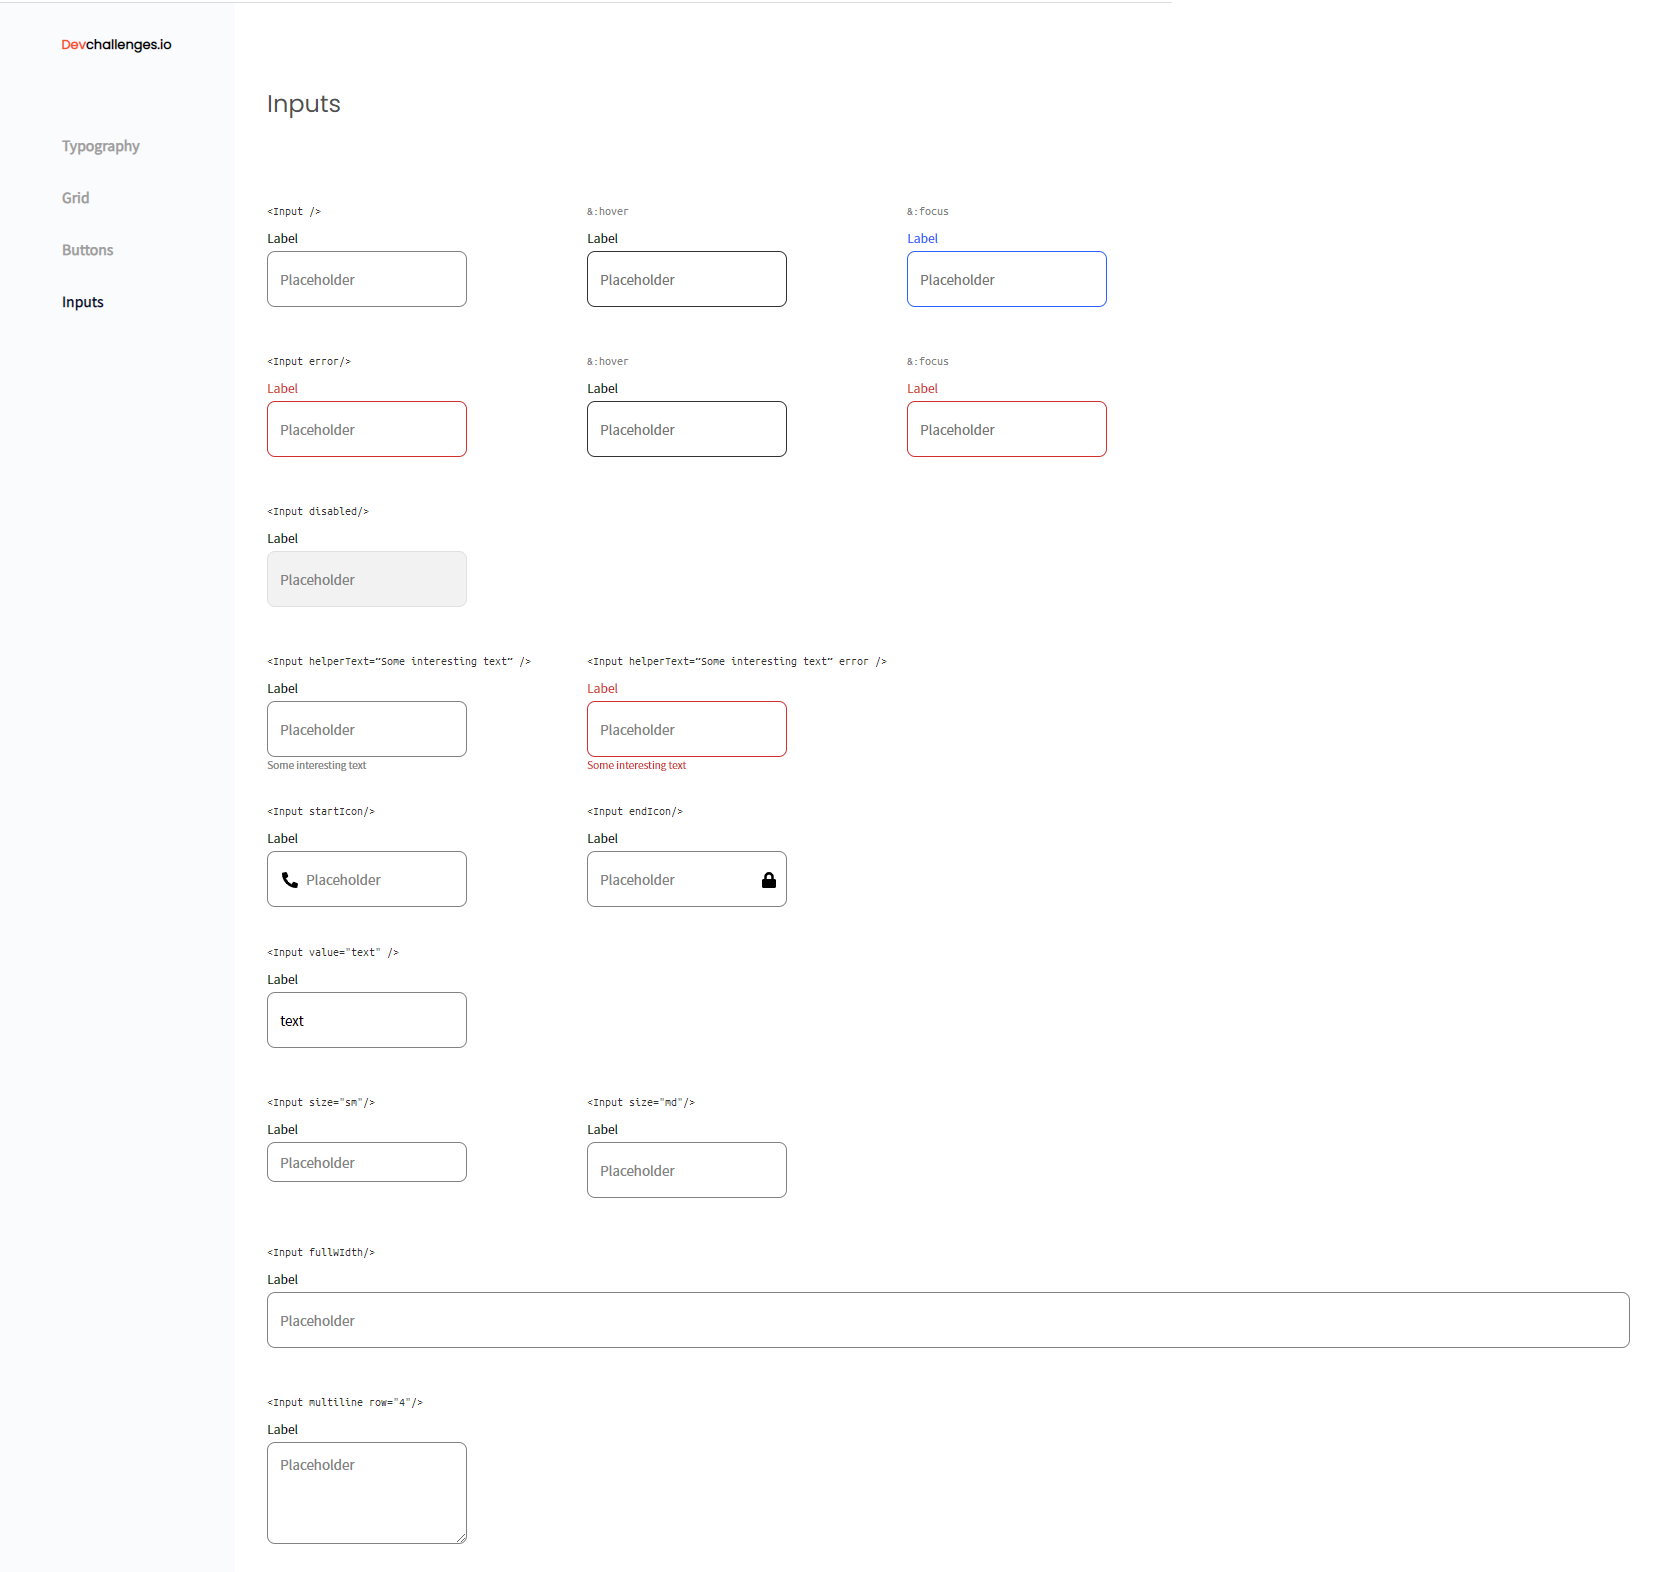 Devchallenges.io
Typography
Grid
Buttons
Inputs
Inputs
<Input /> &:hover &:focus
Label Label Label
Placeholder Placeholder Placeholder
<Input error/> &:hover &:focus
Label Label Label
Placeholder Placeholder Placeholder
<Input disabled/>
Label
Placeholder
<Input helperText=”Some interesting text” /> <Input helperText=”Some interesting text” error />
Label Label
Placeholder Placeholder
Some interesting text Some interesting text
<Input startIcon/> <Input endIcon/>
Label Label
Placeholder Placeholder
<Input value="text" />
Label
text
<Input size="sm"/> <Input size="md"/>
Label Label
Placeholder Placeholder
<Input fullWIdth/>
Label
Placeholder
<Input multiline row="4"/>
Label
Placeholder